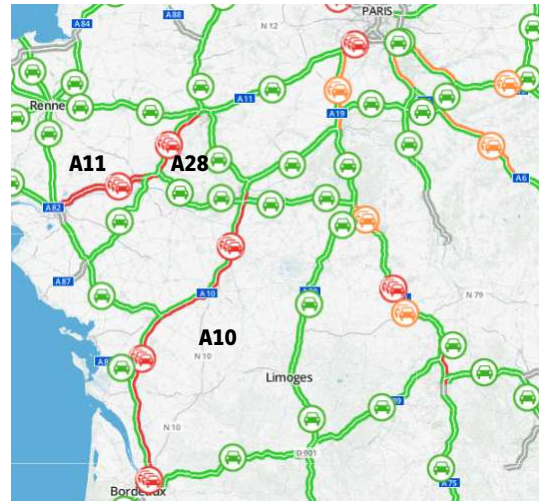 PARIS
A84
A88
N 12
Renne
A11
A19
A11
A28
A6
A82
A87
A10
N 79
A10
N 10
Limoges
N 10
D 901
A75
Bordeaux